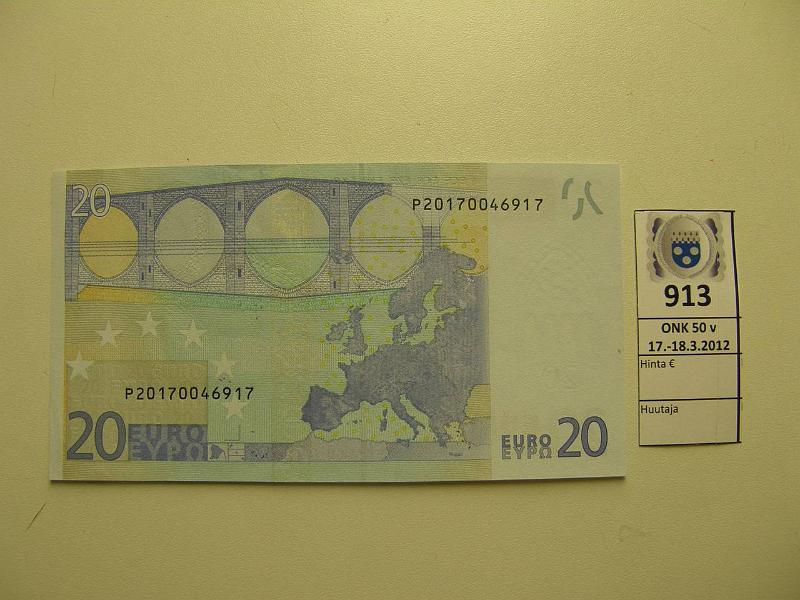 20
P20170046917
P20170046917
20 EURO
ΕΥΡΩ
EURO 20
ΕΥΡΩ
913
ONK 50 v
17.-18.3.2012
Hinta €
Huutaja